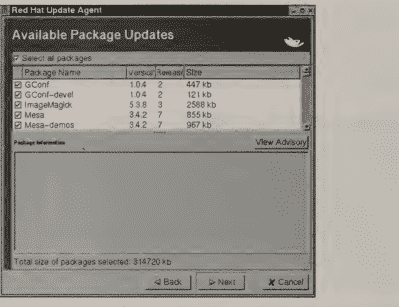 Red Hat Update Agent
Available Package Updates
Select all packages
Package Name Version Release Size
GConf 1.0.4 2 447 kb
GConf-devel 1.0.4 2 121 kb
ImageMagick 5.3.8 3 2588 kb
Mesa 3.4.2 7 855 kb
Mesa-demos 3.4.2 7 967 kb
Package Information View Advisory
Total size of packages selected: 314720 kb
Back Next Cancel